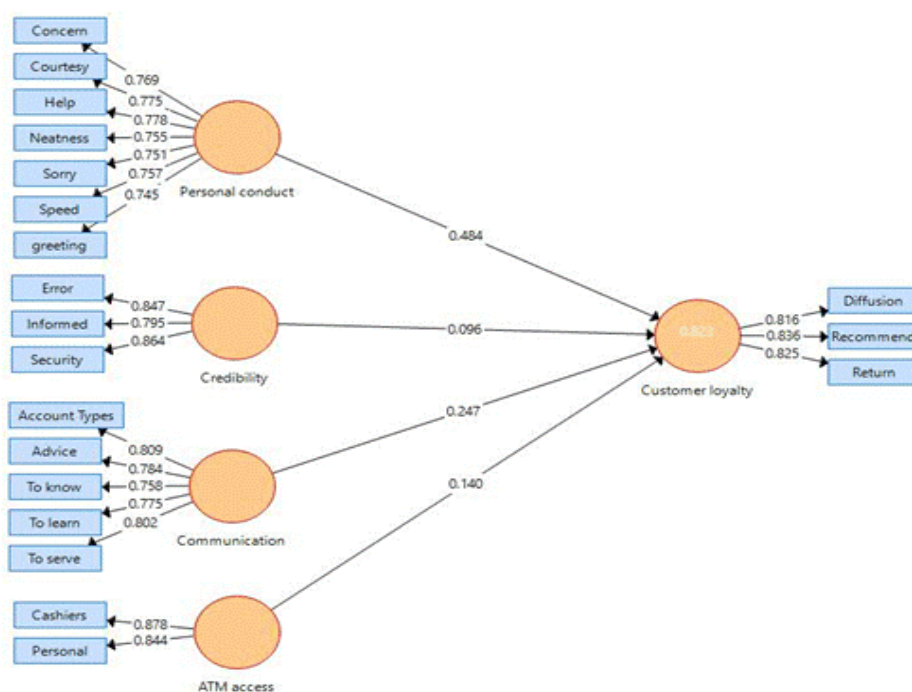 Concern
Courtesy
Help
Neatness
Sorry
Speed
greeting
0.769
0.775
0.778
0.755
0.751
0.757
0.745
Personal conduct
0.484
Error
Informed
Security
0.847
0.795
0.864
Credibility
0.096
Account Types
Advice
To know
To learn
To serve
0.809
0.784
0.758
0.775
0.802
Communication
0.247
Cashiers
Personal
0.878
0.844
ATM access
0.140
0.823
Customer loyalty
0.816
0.836
0.825
Diffusion
Recommend
Return